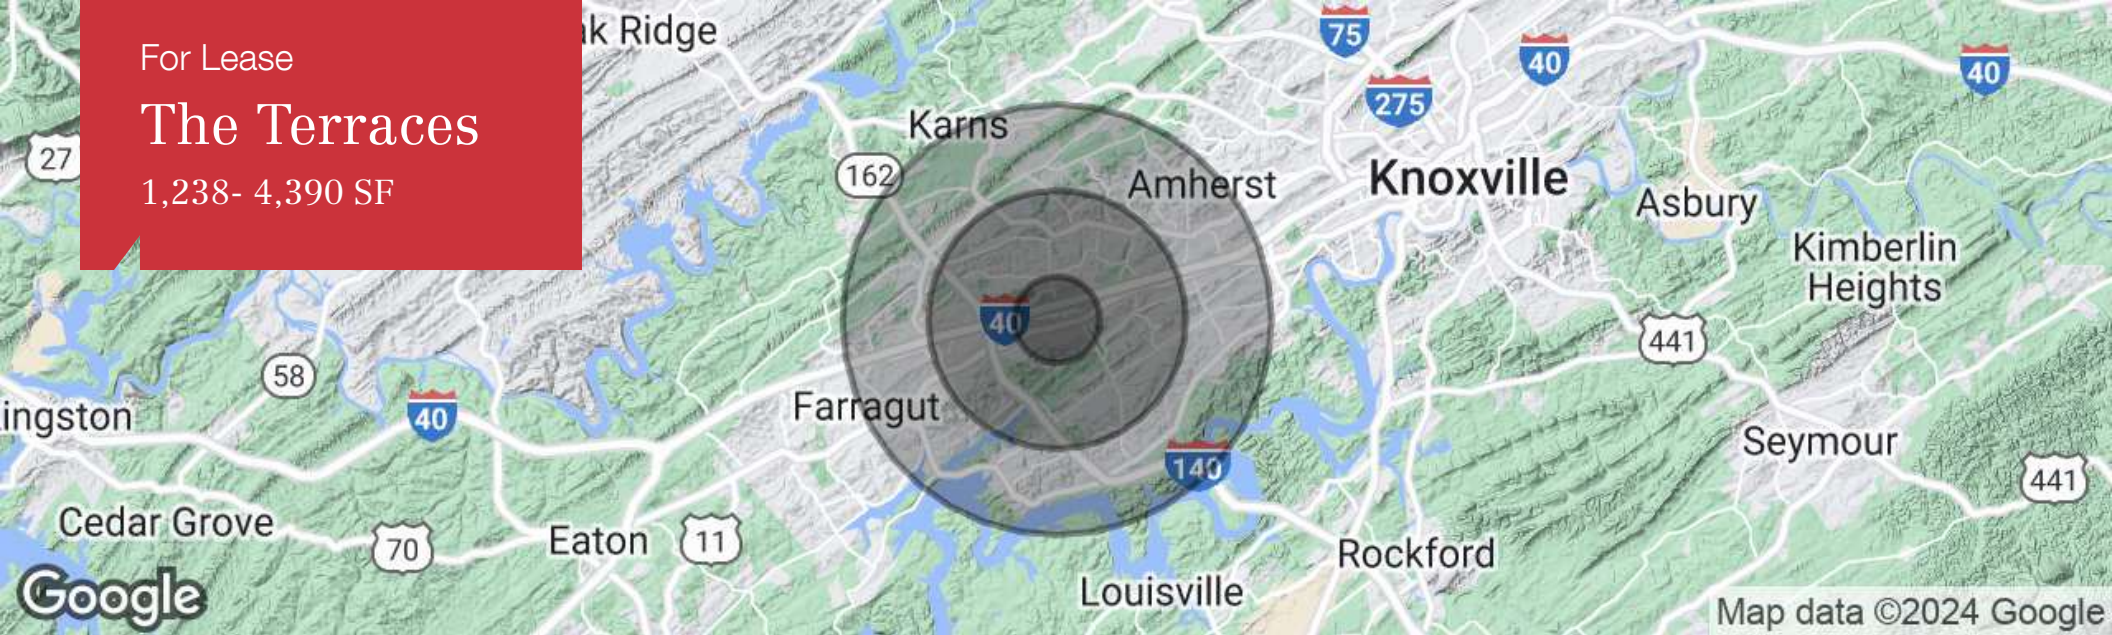 For Lease
The Terraces
1,238- 4,390 SF
ak Ridge
75
40
40
275
Karns
27
162
Amherst
Knoxville
Asbury
Kimberlin
Heights
40
441
58
40
Farragut
ingston
Seymour
140
441
Cedar Grove
70
Eaton
11
Rockford
Louisville
Google
Map data ©2024 Google